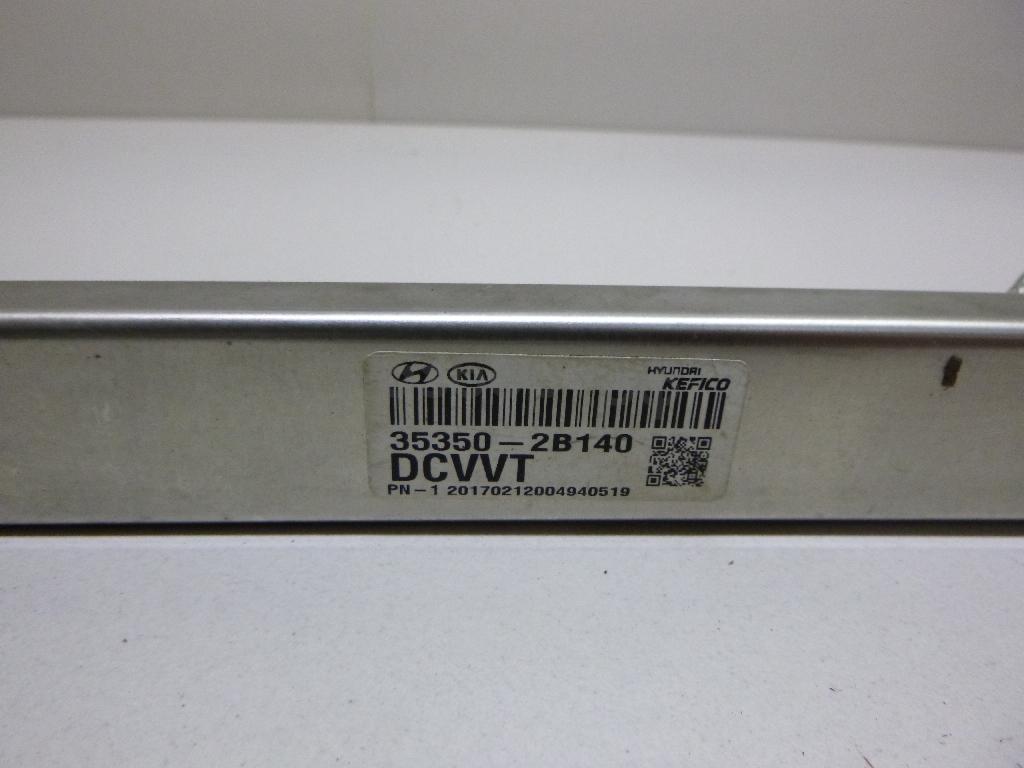 KIA HYUNDAI
KEFICO
35350-2B140
DCVVT
PN-1 20170212004940519